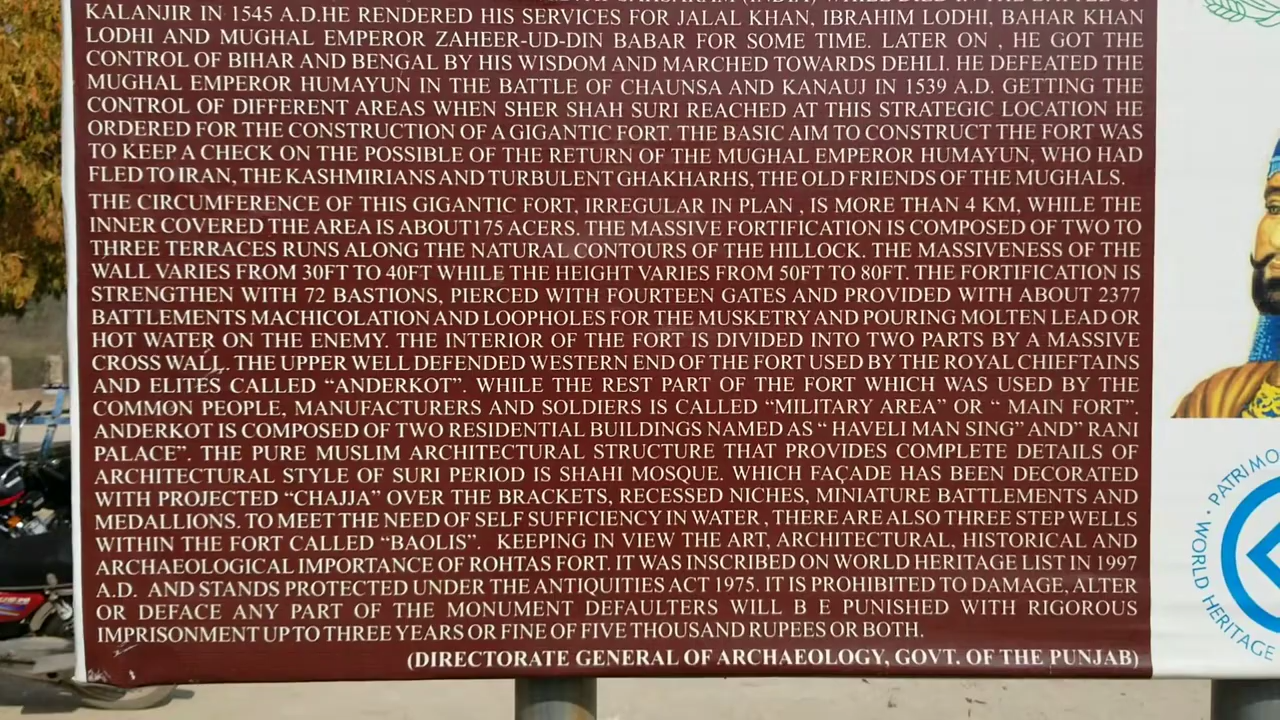 KALANJIR IN 1545 A.D.HE RENDERED HIS SERVICES FOR JALAL KHAN, IBRAHIM LODHI, BAHAR KHAN
LODHI AND MUGHAL EMPEROR ZAHEER-UD-DIN BABAR FOR SOME TIME. LATER ON , HE GOT THE
CONTROL OF BIHAR AND BENGAL BY HIS WISDOM AND MARCHED TOWARDS DEHLI. HE DEFEATED THE
MUGHAL EMPEROR HUMAYUN IN THE BATTLE OF CHAUNSA AND KANAUJ IN 1539 A.D. GETTING THE
CONTROL OF DIFFERENT AREAS WHEN SHER SHAH SURI REACHED AT THIS STRATEGIC LOCATION HE
ORDERED FOR THE CONSTRUCTION OF A GIGANTIC FORT. THE BASIC AIM TO CONSTRUCT THE FORT WAS
TO KEEP A CHECK ON THE POSSIBLE OF THE RETURN OF THE MUGHAL EMPEROR HUMAYUN, WHO HAD
FLED TO IRAN, THE KASHMIRIANS AND TURBULENT GHAKHARHS, THE OLD FRIENDS OF THE MUGHALS.
THE CIRCUMFERENCE OF THIS GIGANTIC FORT, IRREGULAR IN PLAN , IS MORE THAN 4 KM, WHILE THE
INNER COVERED THE AREA IS ABOUT175 ACERS. THE MASSIVE FORTIFICATION IS COMPOSED OF TWO TO
THREE TERRACES RUNS ALONG THE NATURAL CONTOURS OF THE HILLOCK. THE MASSIVENESS OF THE
WALL VARIES FROM 30FT TO 40FT WHILE THE HEIGHT VARIES FROM 50FT TO 80FT. THE FORTIFICATION IS
STRENGTHEN WITH 72 BASTIONS, PIERCED WITH FOURTEEN GATES AND PROVIDED WITH ABOUT 2377
BATTLEMENTS MACHICOLATION AND LOOPHOLES FOR THE MUSKETRY AND POURING MOLTEN LEAD OR
HOT WATER ON THE ENEMY. THE INTERIOR OF THE FORT IS DIVIDED INTO TWO PARTS BY A MASSIVE
CROSS WALL. THE UPPER WELL DEFENDED WESTERN END OF THE FORT USED BY THE ROYAL CHIEFTAINS
AND ELITES CALLED “ANDERKOT”. WHILE THE REST PART OF THE FORT WHICH WAS USED BY THE
COMMON PEOPLE, MANUFACTURERS AND SOLDIERS IS CALLED “MILITARY AREA” OR “ MAIN FORT”.
ANDERKOT IS COMPOSED OF TWO RESIDENTIAL BUILDINGS NAMED AS “ HAVELI MAN SING” AND” RANI
PALACE”. THE PURE MUSLIM ARCHITECTURAL STRUCTURE THAT PROVIDES COMPLETE DETAILS OF
ARCHITECTURAL STYLE OF SURI PERIOD IS SHAHI MOSQUE. WHICH FAÇADE HAS BEEN DECORATED
WITH PROJECTED “CHAJJA” OVER THE BRACKETS, RECESSED NICHES, MINIATURE BATTLEMENTS AND
MEDALLIONS. TO MEET THE NEED OF SELF SUFFICIENCY IN WATER , THERE ARE ALSO THREE STEP WELLS
WITHIN THE FORT CALLED “BAOLIS”. KEEPING IN VIEW THE ART, ARCHITECTURAL, HISTORICAL AND
ARCHAEOLOGICAL IMPORTANCE OF ROHTAS FORT. IT WAS INSCRIBED ON WORLD HERITAGE LIST IN 1997
A.D. AND STANDS PROTECTED UNDER THE ANTIQUITIES ACT 1975. IT IS PROHIBITED TO DAMAGE, ALTER
OR DEFACE ANY PART OF THE MONUMENT DEFAULTERS WILL B E PUNISHED WITH RIGOROUS
IMPRISONMENT UP TO THREE YEARS OR FINE OF FIVE THOUSAND RUPEES OR BOTH.
(DIRECTORATE GENERAL OF ARCHAEOLOGY, GOVT. OF THE PUNJAB)
WORLD HERITAGE • PATRIMO